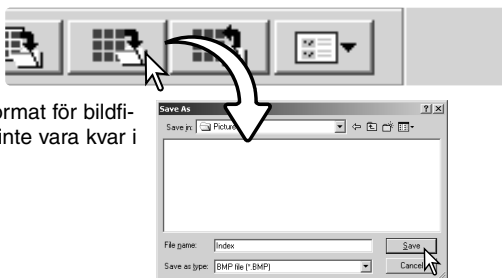 ormat för bildfi-
inte vara kvar i
Save As
Save in: Picture
File name: Index
Save
Save as type: BMP file (*.BMP)
Cancel